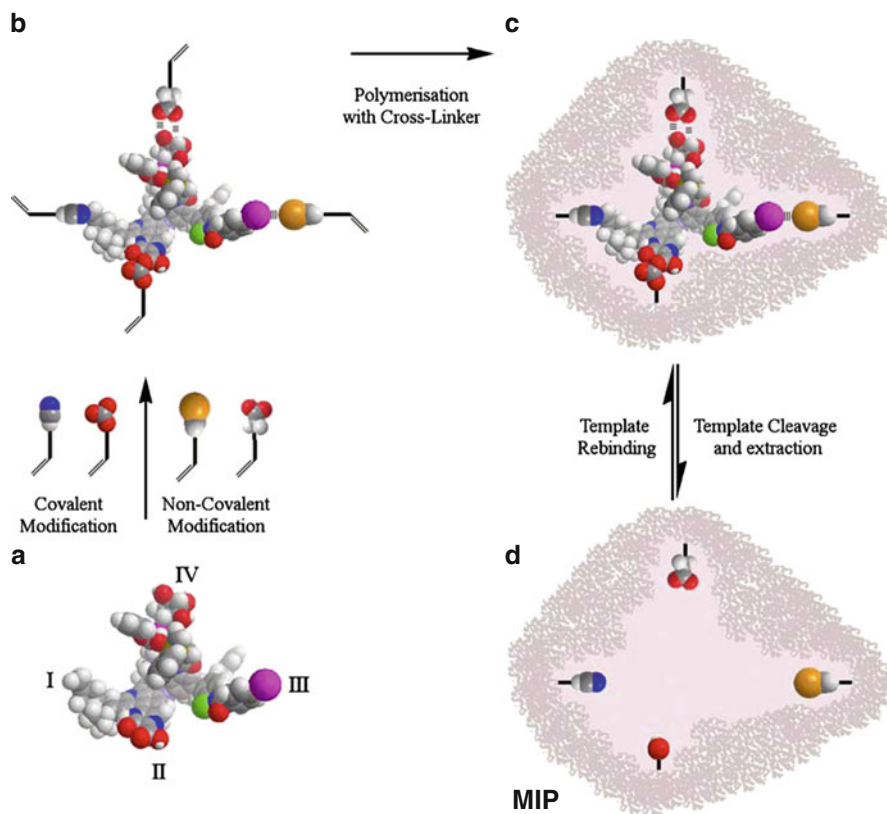 b
c
Polymerisation
with Cross-Linker
Covalent
Modification
Non-Covalent
Modification
Template
Rebinding
Template Cleavage
and extraction
a
IV
I
III
II
d
MIP